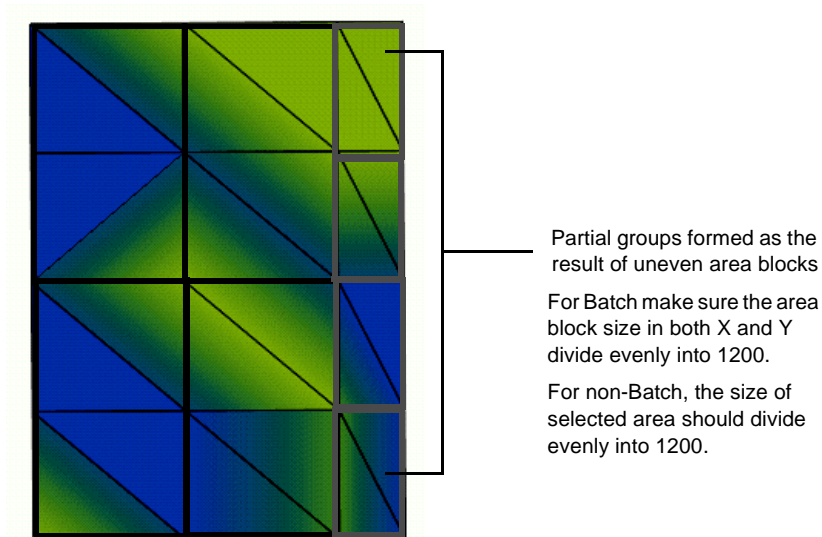 Partial groups formed as the
result of uneven area blocks
For Batch make sure the area
block size in both X and Y
divide evenly into 1200.
For non-Batch, the size of
selected area should divide
evenly into 1200.